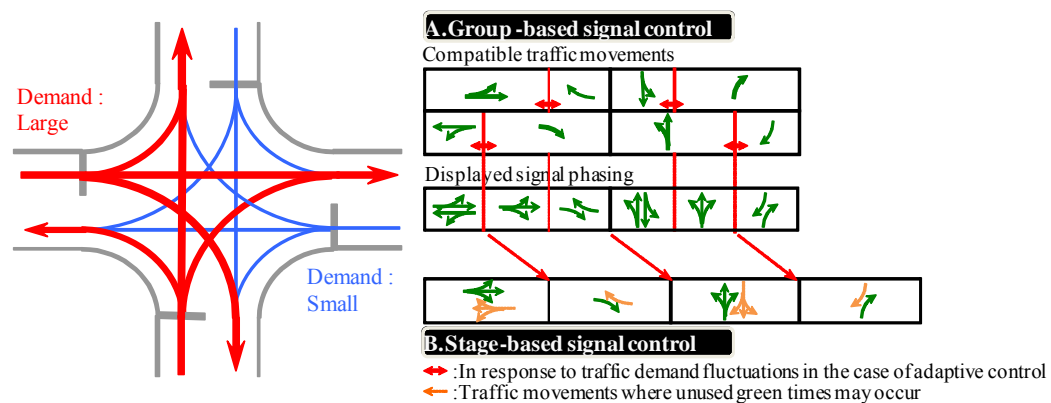 Demand :
Large
Demand :
Small
A.Group-based signal control
Compatible traffic movements
Displayed signal phasing
B.Stage-based signal control
:In response to traffic demand fluctuations in the case of adaptive control
:Traffic movements where unused green times may occur